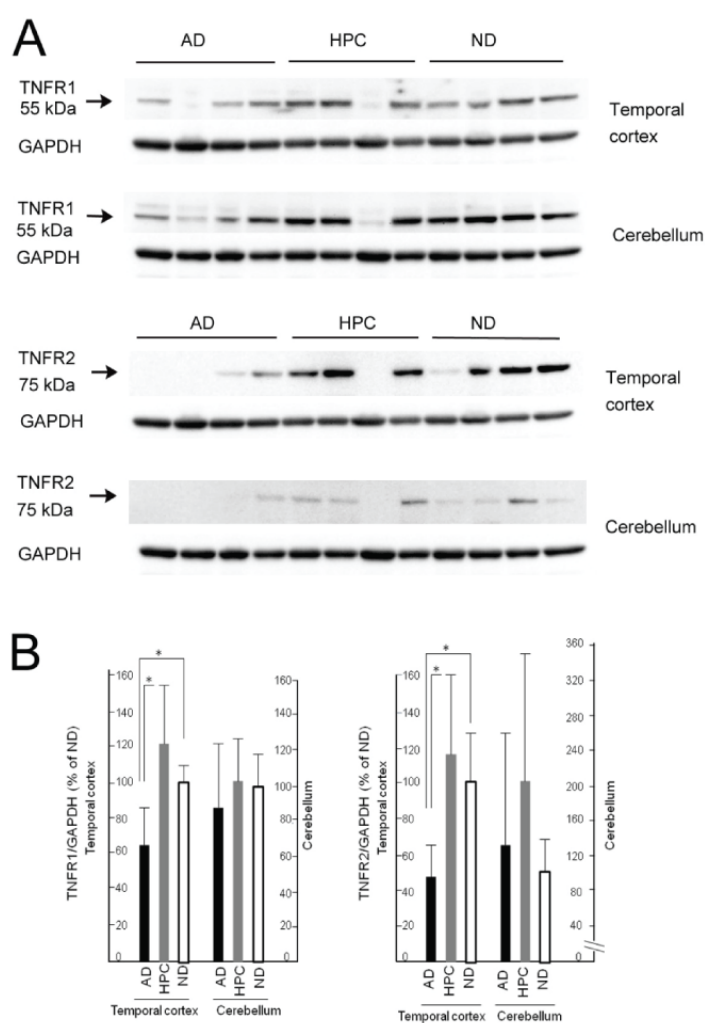 A
AD HPC ND
TNFR1
55 kDa
GAPDH
Temporal
cortex
TNFR1
55 kDa
GAPDH
Cerebellum
AD HPC ND
TNFR2
75 kDa
GAPDH
Temporal
cortex
TNFR2
75 kDa
GAPDH
Cerebellum
B
TNFR1/GAPDH (% of ND)
Temporal cortex
160
140
120
100
80
60
40
20
0
* *
160
140
120
100
80
60
40
20
0
Cerebellum
AD HPC ND AD HPC ND
Temporal cortex Cerebellum
TNFR2/GAPDH (% of ND)
Temporal cortex
160
140
120
100
80
60
40
20
0
* *
360
320
280
240
200
160
120
80
40
0
Cerebellum
AD HPC ND AD HPC ND
Temporal cortex Cerebellum